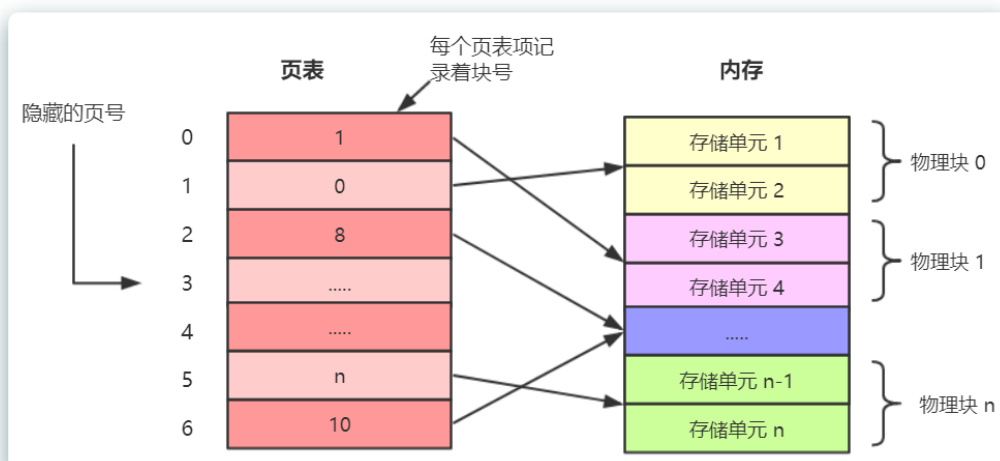 每个页表项记
录着块号
页表
内存
隐藏的页号
0
1
存储单元 1
物理块 0
1
0
存储单元 2
2
8
存储单元 3
物理块 1
3
.....
存储单元 4
4
.....
.....
5
n
存储单元 n-1
物理块 n
6
10
存储单元 n